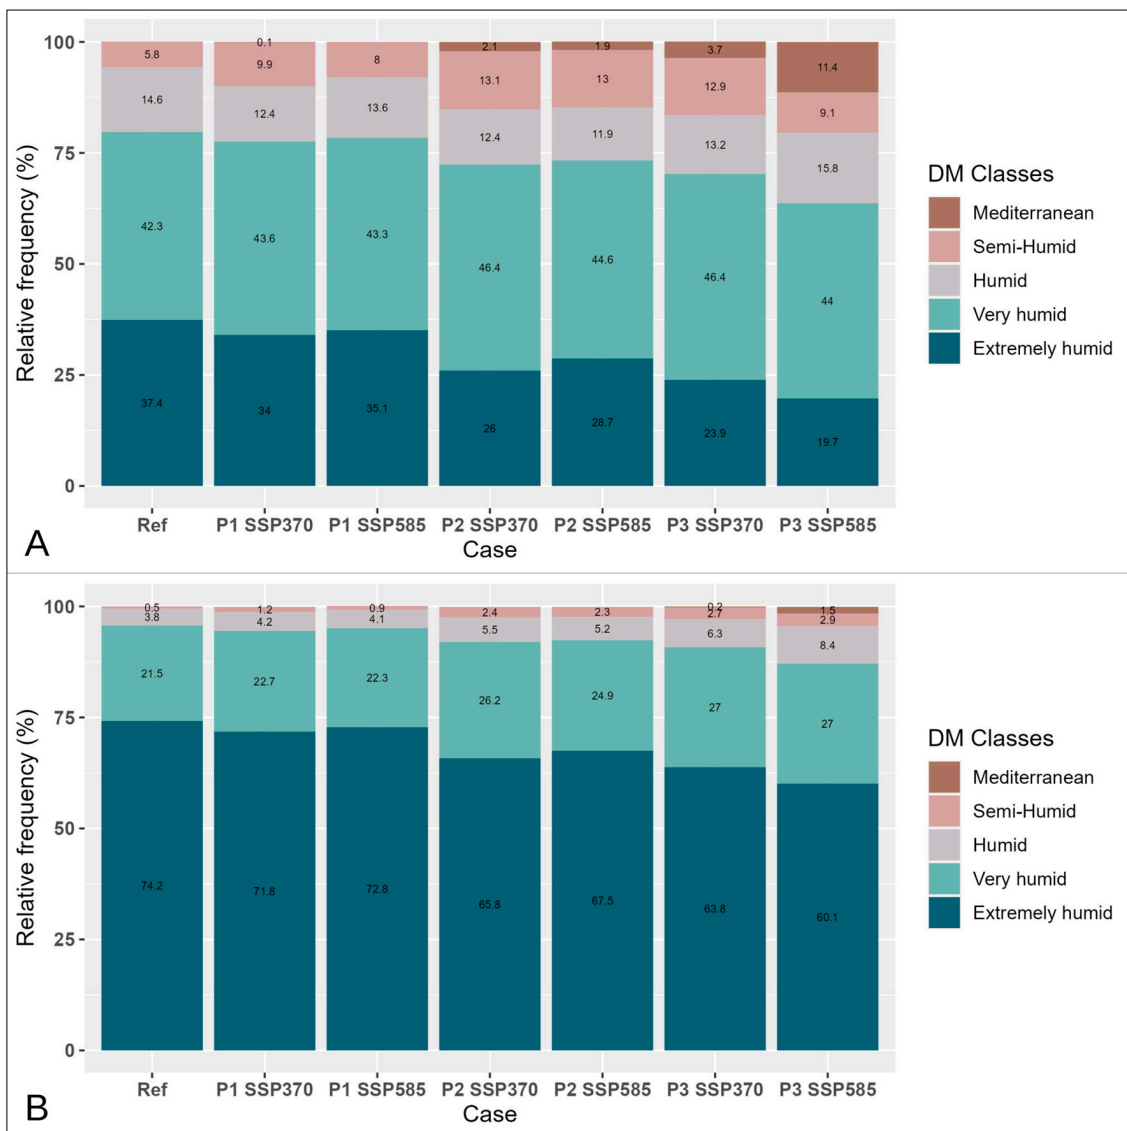 100
75
50
25
0
Relative frequency (%)
0.1 2.1 1.9 3.7
5.8 9.9 8 13.1 13 12.9 11.4
14.6 12.4 13.6 12.4 11.9 13.2 9.1
15.8
42.3 43.6 43.3 46.4 44.6 46.4 44
37.4 34 35.1 26 28.7 23.9 19.7
Ref P1 SSP370 P1 SSP585 P2 SSP370 P2 SSP585 P3 SSP370 P3 SSP585
Case
A
DM Classes
Mediterranean
Semi-Humid
Humid
Very humid
Extremely humid
100
75
50
25
0
Relative frequency (%)
0.5 1.2 0.9 2.4 2.3 0.2 1.5
3.8 4.2 4.1 5.5 5.2 2.7 2.9
6.3 8.4
21.5 22.7 22.3 26.2 24.9 27 27
74.2 71.8 72.8 65.8 67.5 63.8 60.1
Ref P1 SSP370 P1 SSP585 P2 SSP370 P2 SSP585 P3 SSP370 P3 SSP585
Case
B
DM Classes
Mediterranean
Semi-Humid
Humid
Very humid
Extremely humid